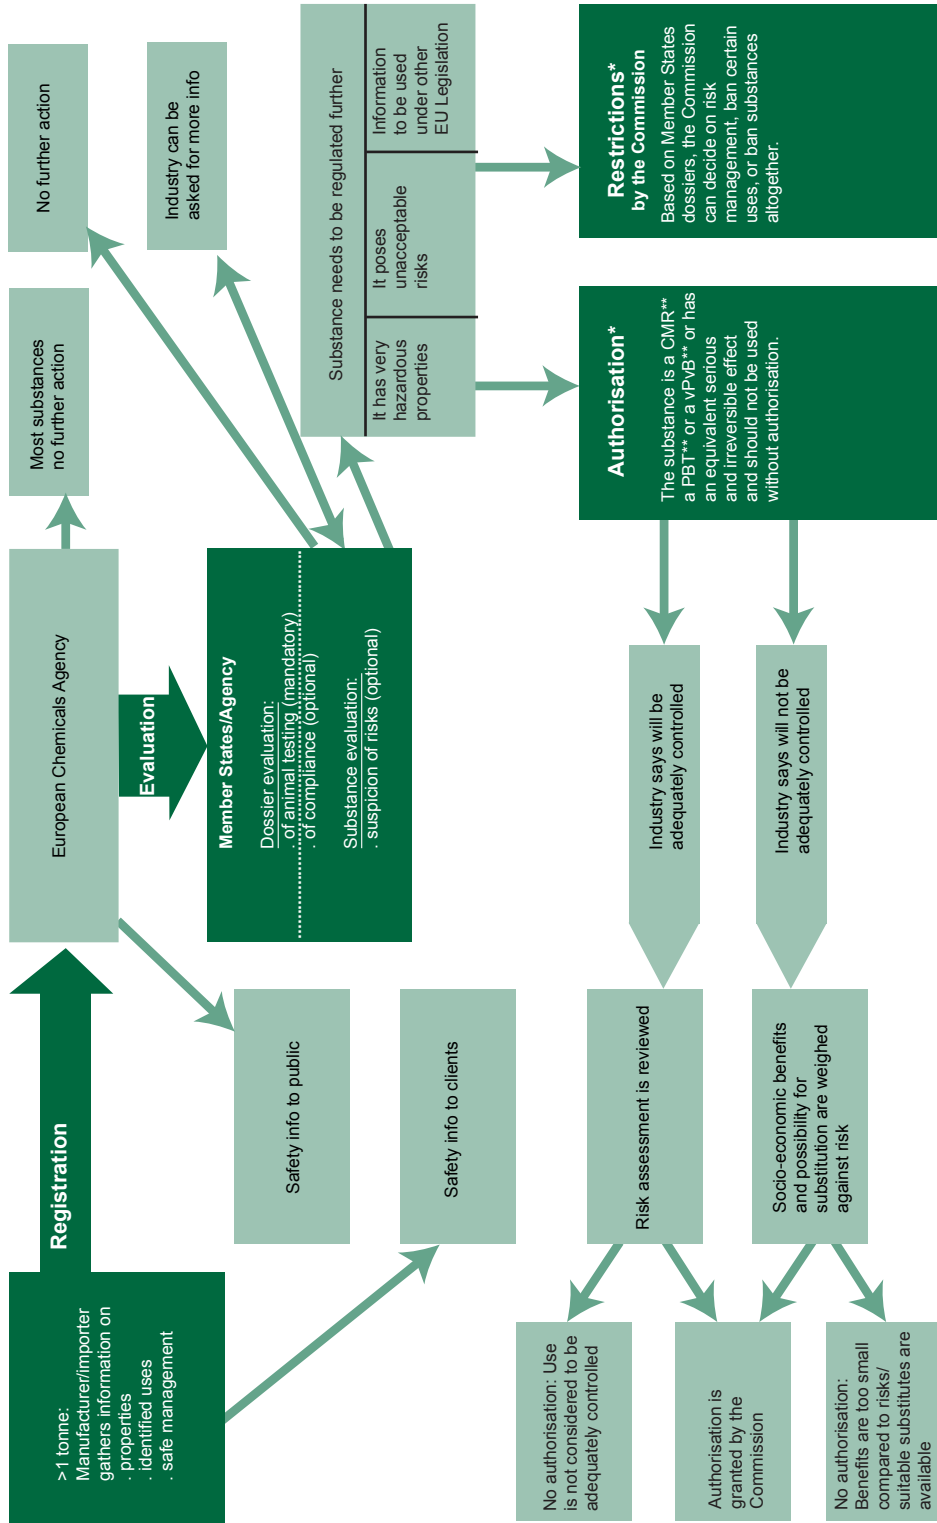 >1 tonne:
Manufacturer/importer
gathers information on
. properties
. identified uses
. safe management
Registration
European Chemicals Agency
Most substances
no further action
No further action
Industry can be
asked for more info
Evaluation
Safety info to public
Safety info to clients
Member States/Agency
Dossier evaluation:
. of animal testing (mandatory)
. of compliance (optional)
Substance evaluation:
. suspicion of risks (optional)
Substance needs to be regulated further
It has very
hazardous
properties
It poses
unacceptable
risks
Information
to be used
under other
EU Legislation
Authorisation*
The substance is a CMR**
a PBT** or a vPvB** or has
an equivalent serious
and irreversible effect
and should not be used
without authorisation.
Restrictions*
by the Commission
Based on Member States
dossiers, the Commission
can decide on risk
management, ban certain
uses, or ban substances
altogether.
Industry says will be
adequately controlled
Industry says will not be
adequately controlled
Risk assessment is reviewed
Socio-economic benefits
and possibility for
substitution are weighed
against risk
No authorisation: Use
is not considered to be
adequately controlled
Authorisation is
granted by the
Commission
No authorisation:
Benefits are too small
compared to risks/
suitable substitutes are
available